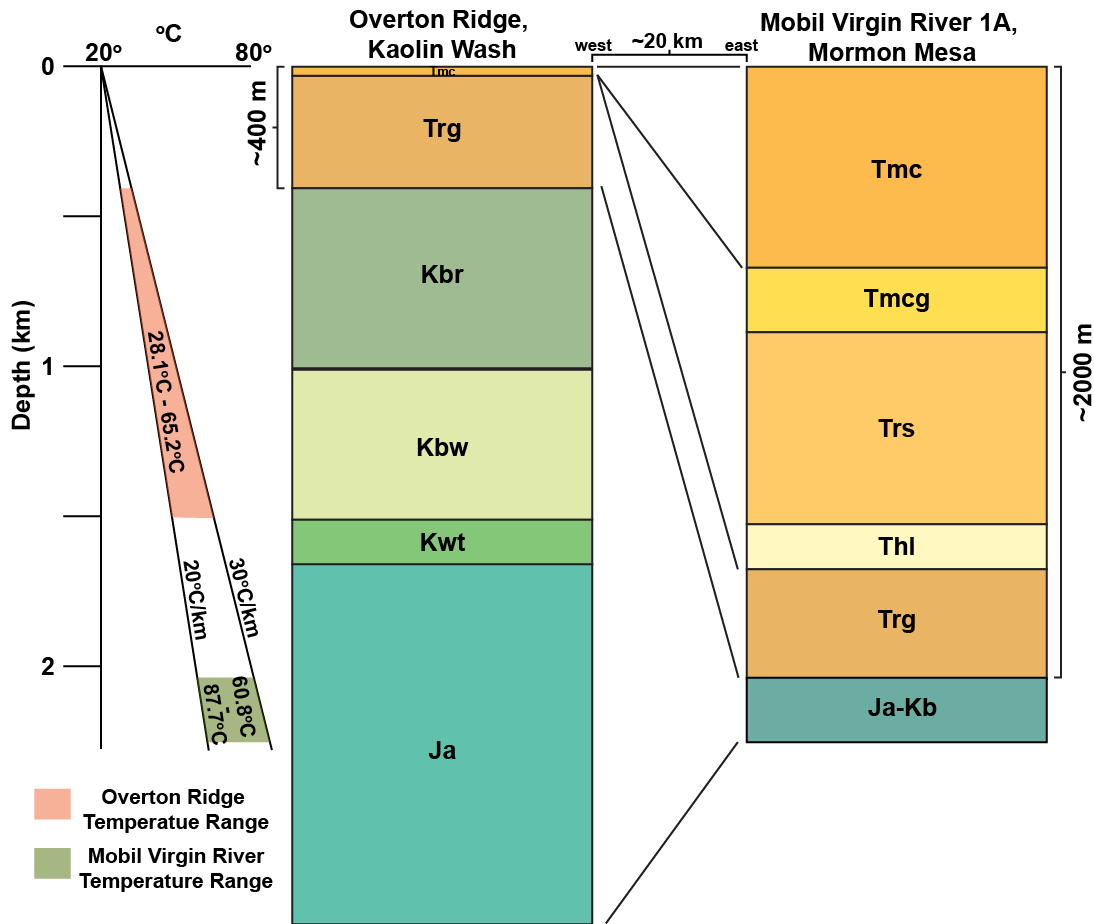 °C
20°
80°
Overton Ridge,
Kaolin Wash
west
~20 km
east
Mobil Virgin River 1A,
Mormon Mesa
0
1
2
Depth (km)
~400 m
28.1°C - 65.2°C
20°C/km
30°C/km
60.8°C
-
87.7°C
Tmc
Trg
Kbr
Kbw
Kwt
Ja
Tmc
Tmcg
Trs
Thl
Trg
Ja-Kb
~2000 m
Overton Ridge
Temperatue Range
Mobil Virgin River
Temperature Range